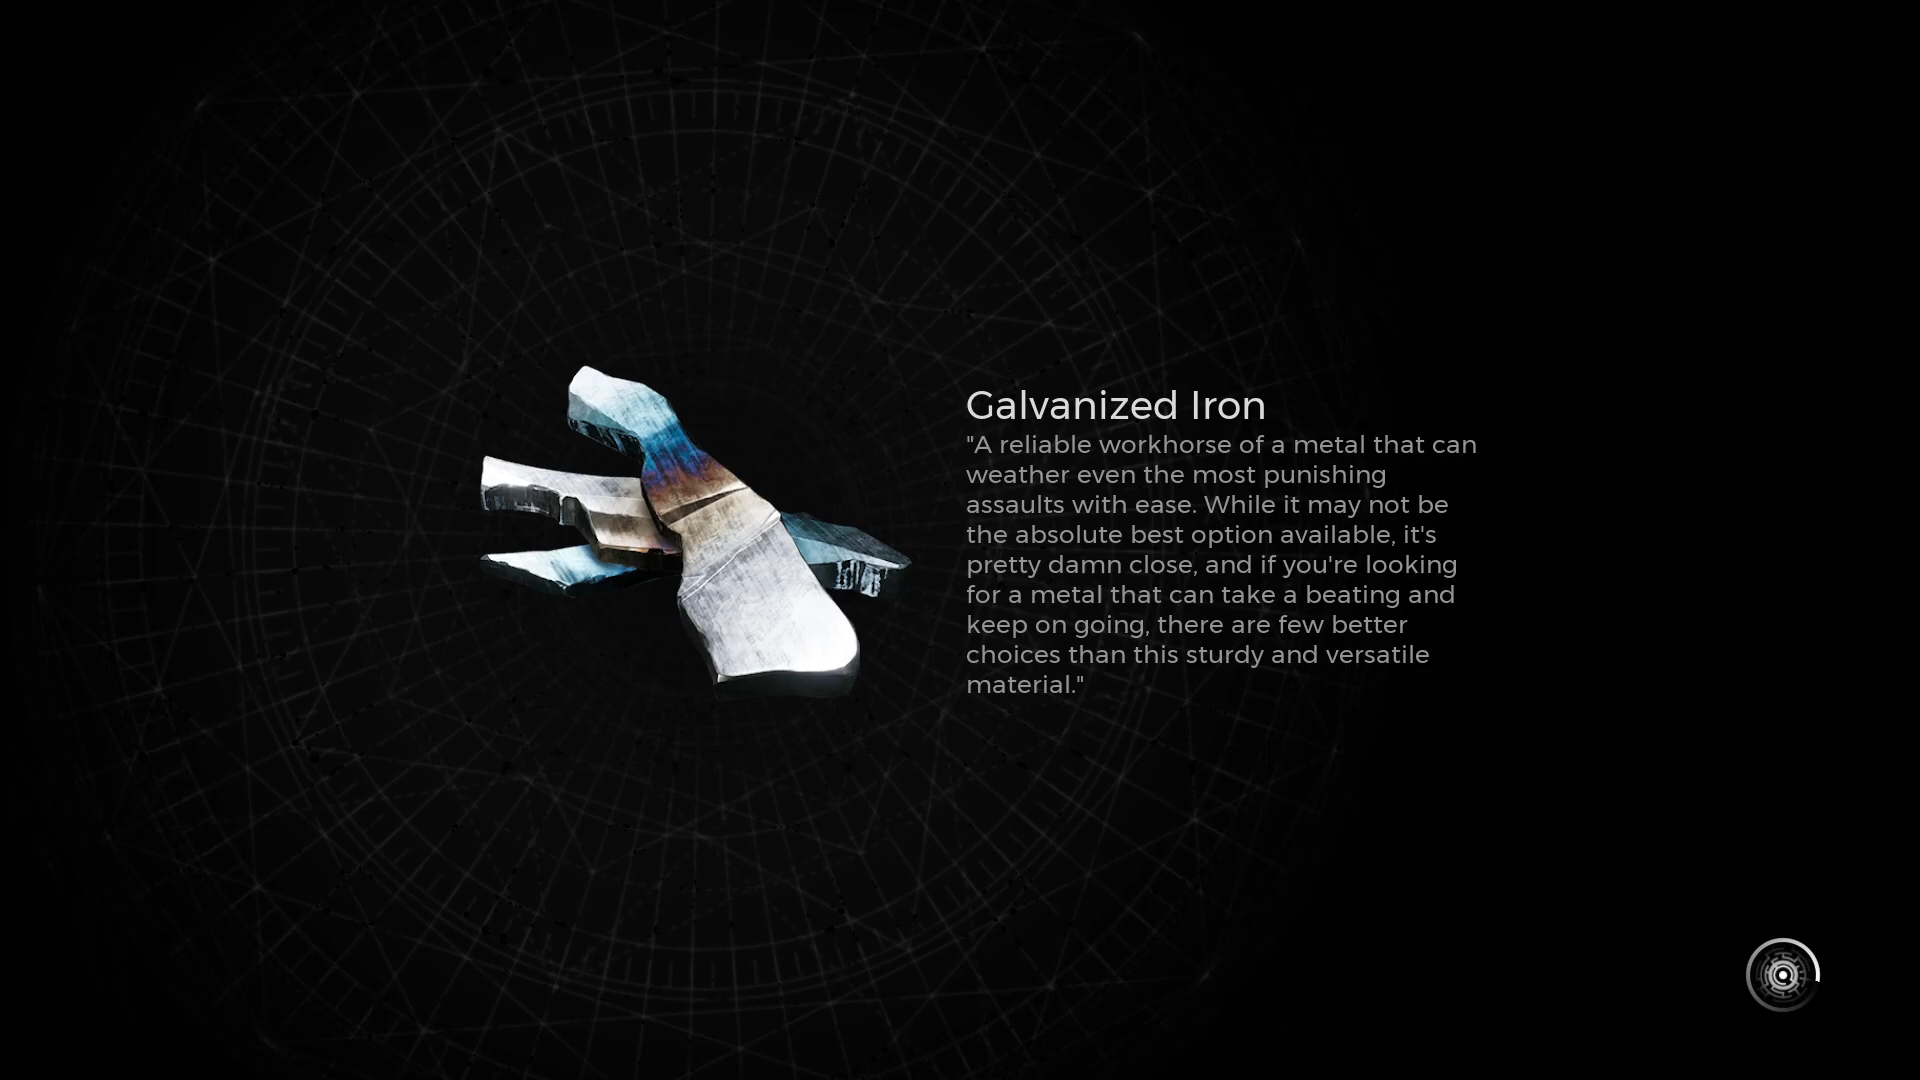 Galvanized Iron
"A reliable workhorse of a metal that can
weather even the most punishing
assaults with ease. While it may not be
the absolute best option available, it's
pretty damn close, and if you're looking
for a metal that can take a beating and
keep on going, there are few better
choices than this sturdy and versatile
material."